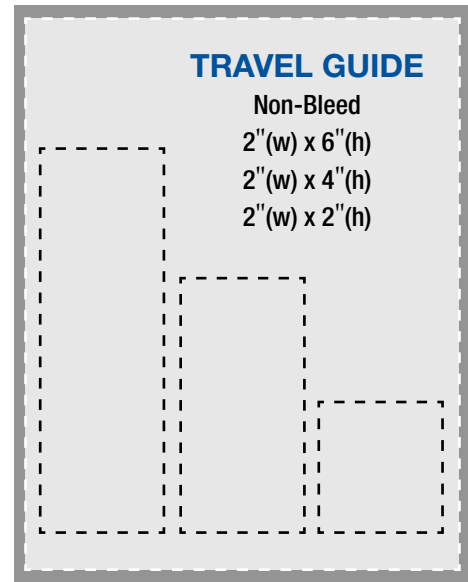 TRAVEL GUIDE
Non-Bleed
2"(w) x 6"(h)
2"(w) x 4"(h)
2"(w) x 2"(h)